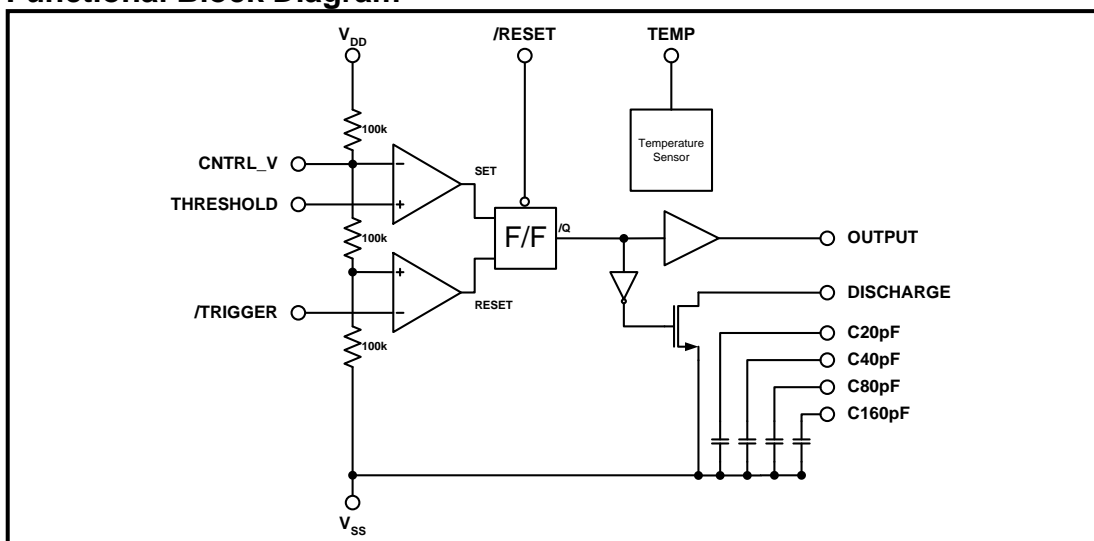 Functional Block Diagram
VDD
/RESET
TEMP
100k
Temperature
Sensor
CNTRL_V
SET
THRESHOLD
F/F
/Q
OUTPUT
100k
DISCHARGE
/TRIGGER
RESET
C20pF
100k
C40pF
C80pF
C160pF
VSS